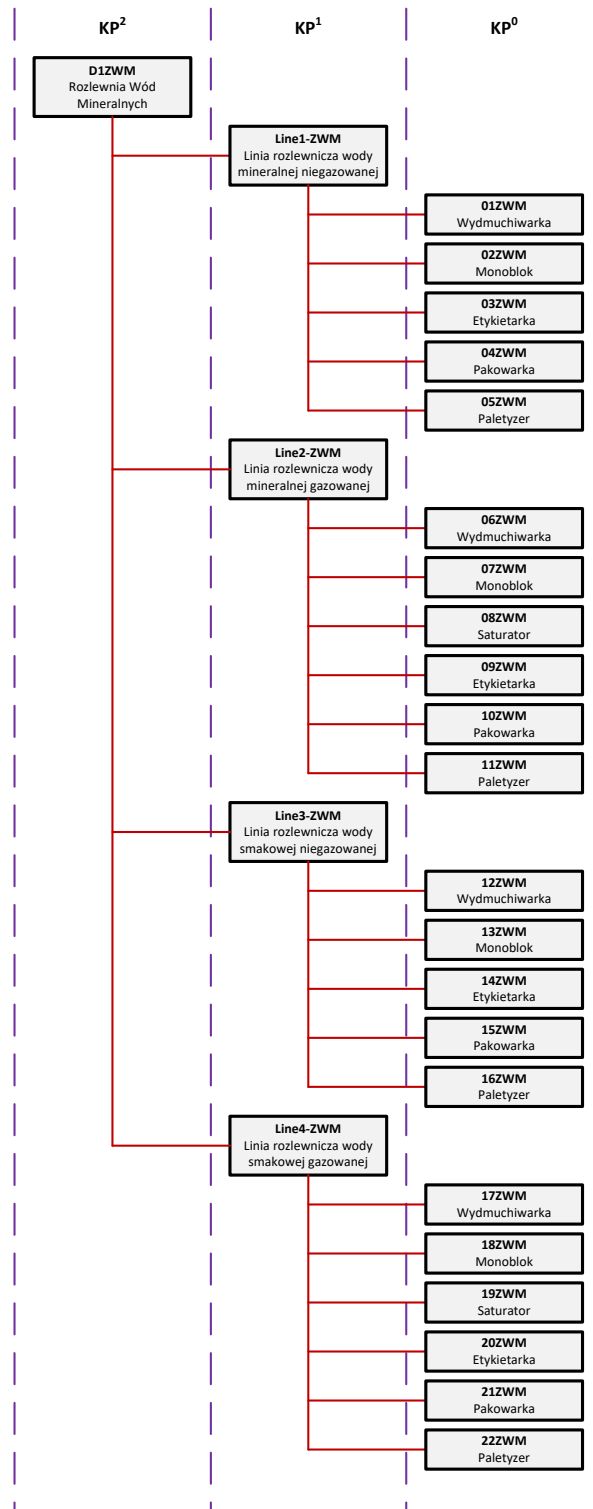 KP²
KP¹
KP⁰
D1ZWM
Rozlewnia Wód
Mineralnych
Line1-ZWM
Linia rozlewnicza wody
mineralnej niegazowanej
01ZWM
Wydmuchiwarka
02ZWM
Monoblok
03ZWM
Etykietarka
04ZWM
Pakowarka
05ZWM
Paletyzer
Line2-ZWM
Linia rozlewnicza wody
mineralnej gazowanej
06ZWM
Wydmuchiwarka
07ZWM
Monoblok
08ZWM
Saturator
09ZWM
Etykietarka
10ZWM
Pakowarka
11ZWM
Paletyzer
Line3-ZWM
Linia rozlewnicza wody
smakowej niegazowanej
12ZWM
Wydmuchiwarka
13ZWM
Monoblok
14ZWM
Etykietarka
15ZWM
Pakowarka
16ZWM
Paletyzer
Line4-ZWM
Linia rozlewnicza wody
smakowej gazowanej
17ZWM
Wydmuchiwarka
18ZWM
Monoblok
19ZWM
Saturator
20ZWM
Etykietarka
21ZWM
Pakowarka
22ZWM
Paletyzer